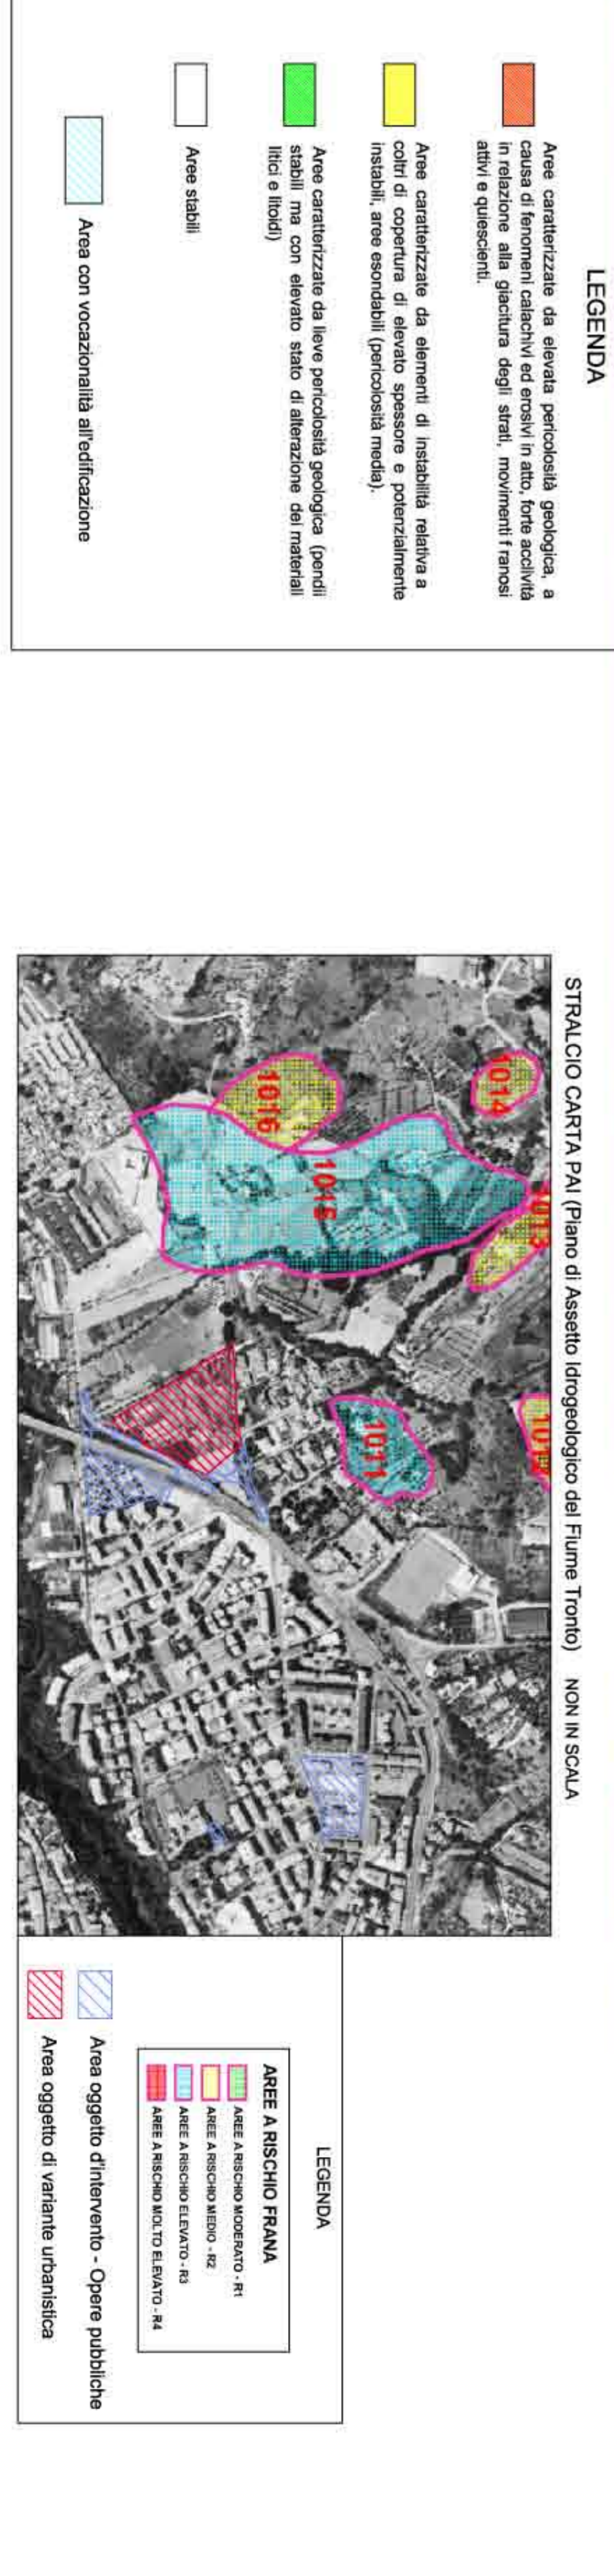 LEGENDA
Aree caratterizzate da elevata pericolosità geologica, a
causa di fenomeni calachivi ed erosivi in atto, forte acclività
in relazione alla giacitura degli strati, movimenti f ranosi
attivi e quiescienti.
Aree caratterizzate da elementi di instabilità relativa a
coltri di copertura di elevato spessore e potenzialmente
instabili, aree esondabili (pericolosità media).
Aree caratterizzate da lieve pericolosità geologica (pendii
stabili ma con elevato stato di alterazione dei materiali
litici e litoidi)
Aree stabili
Area con vocazionalità all'edificazione
STRALCIO CARTA PAI (Piano di Assetto Idrogeologico del Fiume Tronto) NON IN SCALA
1014
1013
1016
1015
1011
LEGENDA
AREE A RISCHIO FRANA
AREE A RISCHIO MODERATO - R1
AREE A RISCHIO MEDIO - R2
AREE A RISCHIO ELEVATO - R3
AREE A RISCHIO MOLTO ELEVATO - R4
Area oggetto d'intervento - Opere pubbliche
Area oggetto di variante urbanistica